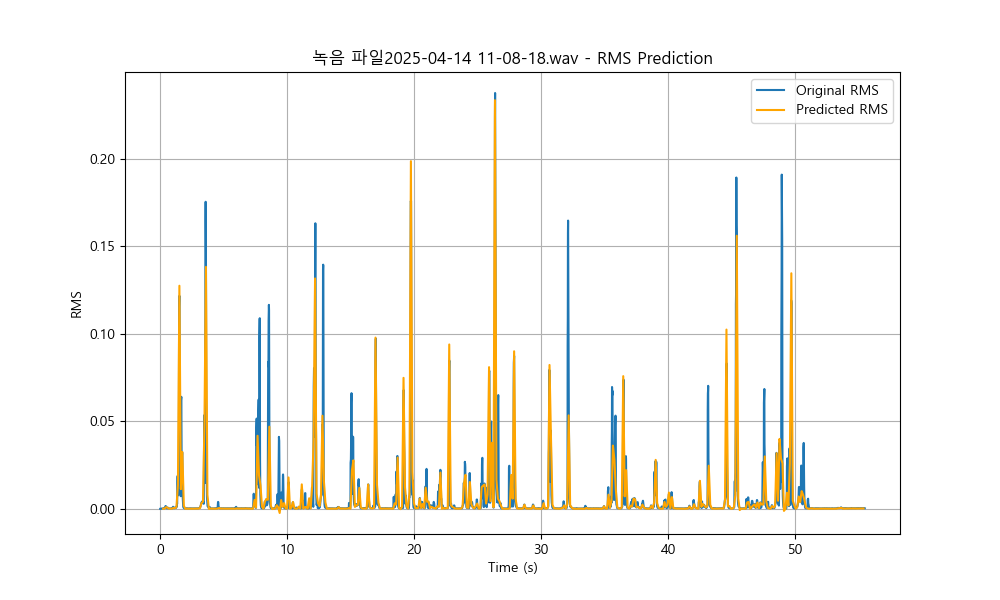 녹음 파일2025-04-14 11-08-18.wav - RMS Prediction
Original RMS
Predicted RMS
RMS
0.20
0.15
0.10
0.05
0.00
0 10 20 30 40 50
Time (s)